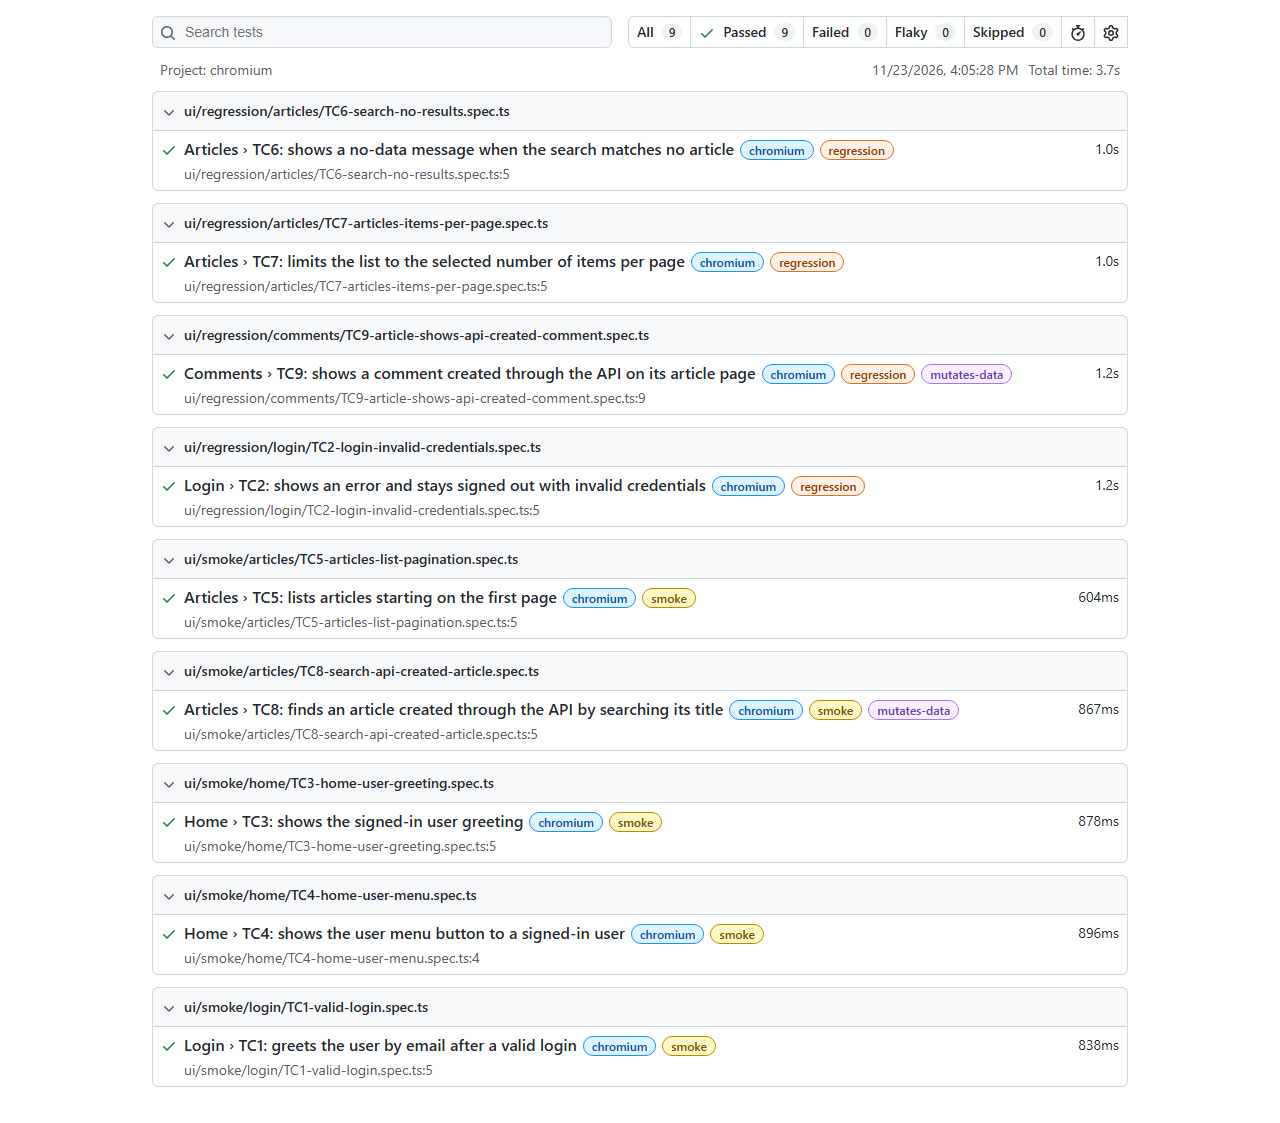 Search tests
All 9 Passed 9 Failed 0 Flaky 0 Skipped 0
Project: chromium
11/23/2026, 4:05:28 PM Total time: 3.7s
ui/regression/articles/TC6-search-no-results.spec.ts
Articles › TC6: shows a no-data message when the search matches no article chromium regression 1.0s
ui/regression/articles/TC6-search-no-results.spec.ts:5
ui/regression/articles/TC7-articles-items-per-page.spec.ts
Articles › TC7: limits the list to the selected number of items per page chromium regression 1.0s
ui/regression/articles/TC7-articles-items-per-page.spec.ts:5
ui/regression/comments/TC9-article-shows-api-created-comment.spec.ts
Comments › TC9: shows a comment created through the API on its article page chromium regression mutates-data 1.2s
ui/regression/comments/TC9-article-shows-api-created-comment.spec.ts:9
ui/regression/login/TC2-login-invalid-credentials.spec.ts
Login › TC2: shows an error and stays signed out with invalid credentials chromium regression 1.2s
ui/regression/login/TC2-login-invalid-credentials.spec.ts:5
ui/smoke/articles/TC5-articles-list-pagination.spec.ts
Articles › TC5: lists articles starting on the first page chromium smoke 604ms
ui/smoke/articles/TC5-articles-list-pagination.spec.ts:5
ui/smoke/articles/TC8-search-api-created-article.spec.ts
Articles › TC8: finds an article created through the API by searching its title chromium smoke mutates-data 867ms
ui/smoke/articles/TC8-search-api-created-article.spec.ts:5
ui/smoke/home/TC3-home-user-greeting.spec.ts
Home › TC3: shows the signed-in user greeting chromium smoke 878ms
ui/smoke/home/TC3-home-user-greeting.spec.ts:5
ui/smoke/home/TC4-home-user-menu.spec.ts
Home › TC4: shows the user menu button to a signed-in user chromium smoke 896ms
ui/smoke/home/TC4-home-user-menu.spec.ts:4
ui/smoke/login/TC1-valid-login.spec.ts
Login › TC1: greets the user by email after a valid login chromium smoke 838ms
ui/smoke/login/TC1-valid-login.spec.ts:5